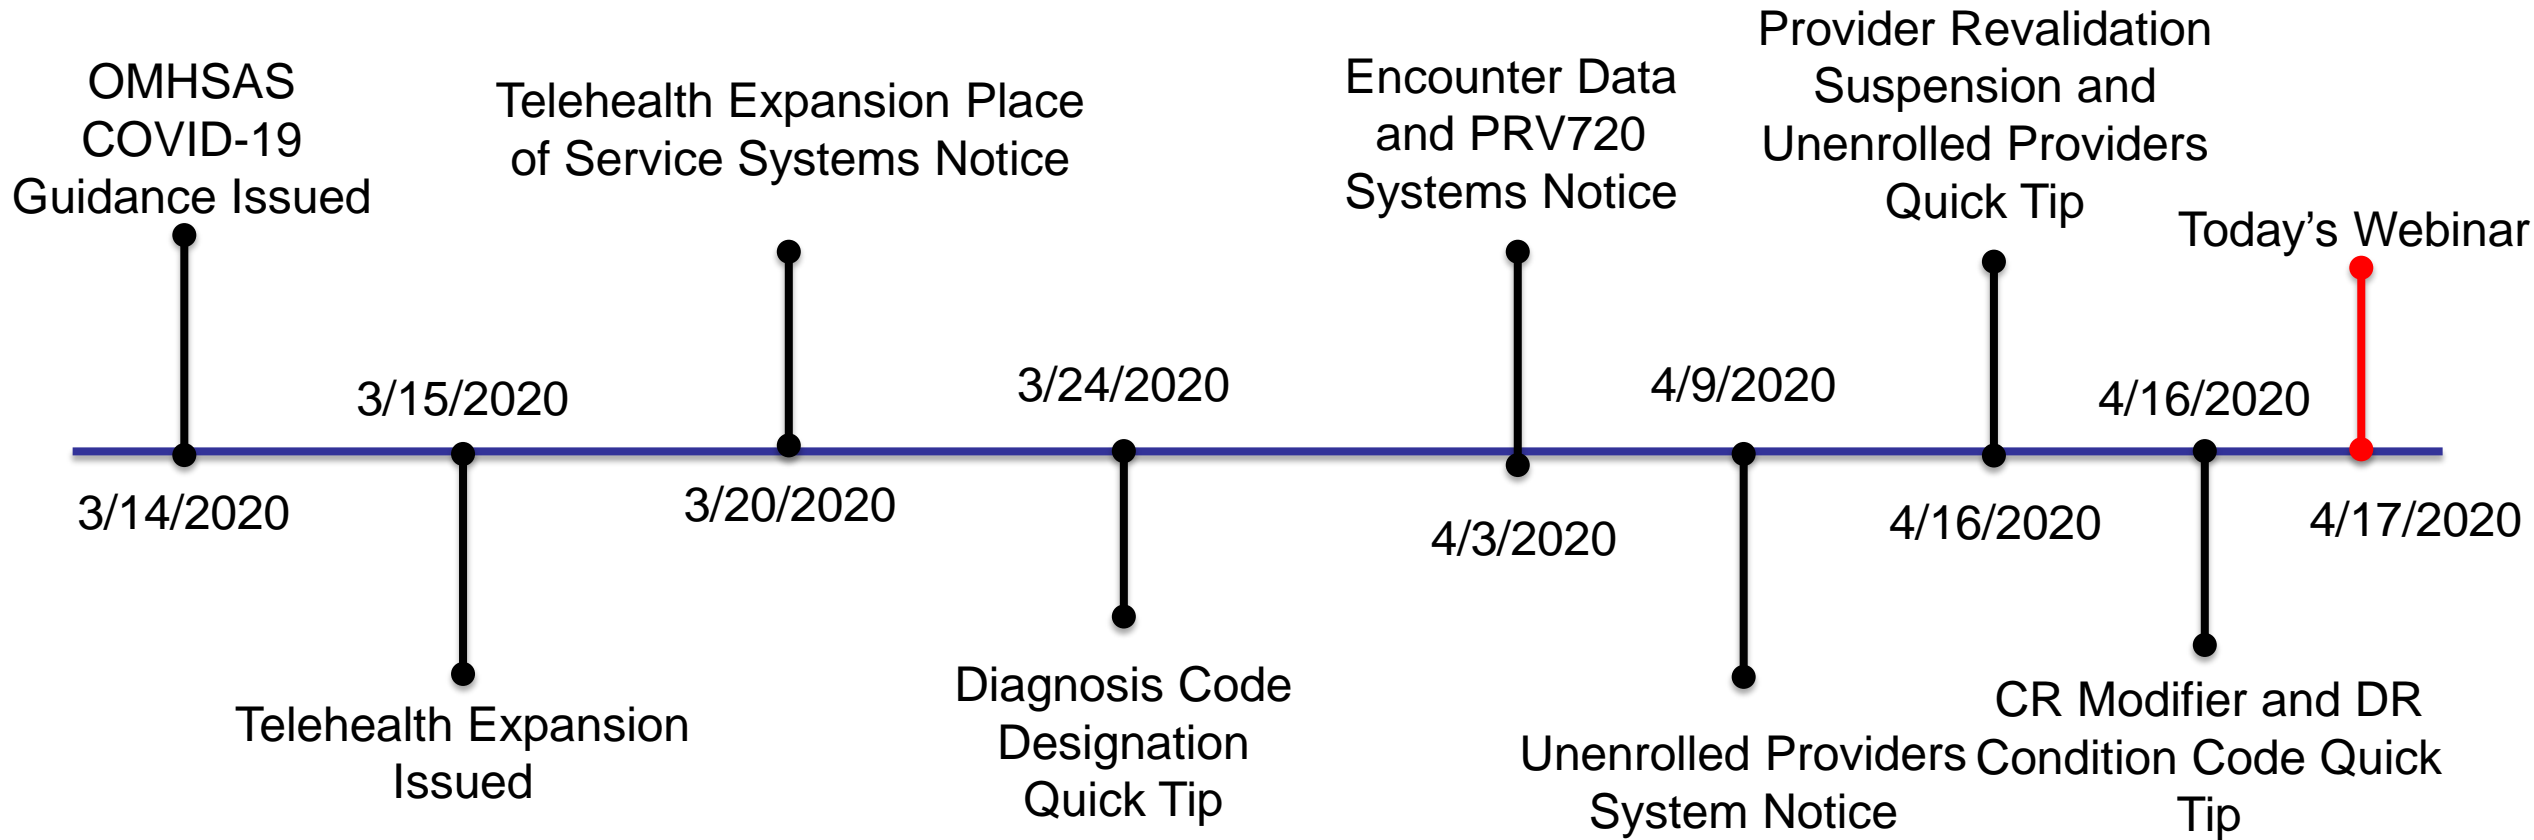 OMHSAS
COVID-19
Guidance Issued
3/14/2020
3/15/2020
Telehealth Expansion
Issued
Telehealth Expansion Place
of Service Systems Notice
3/20/2020
3/24/2020
Diagnosis Code
Designation
Quick Tip
Encounter Data
and PRV720
Systems Notice
4/3/2020
4/9/2020
Unenrolled Providers
System Notice
Provider Revalidation
Suspension and
Unenrolled Providers
Quick Tip
4/16/2020
4/16/2020
CR Modifier and DR
Condition Code Quick
Tip
Today’s Webinar
4/17/2020